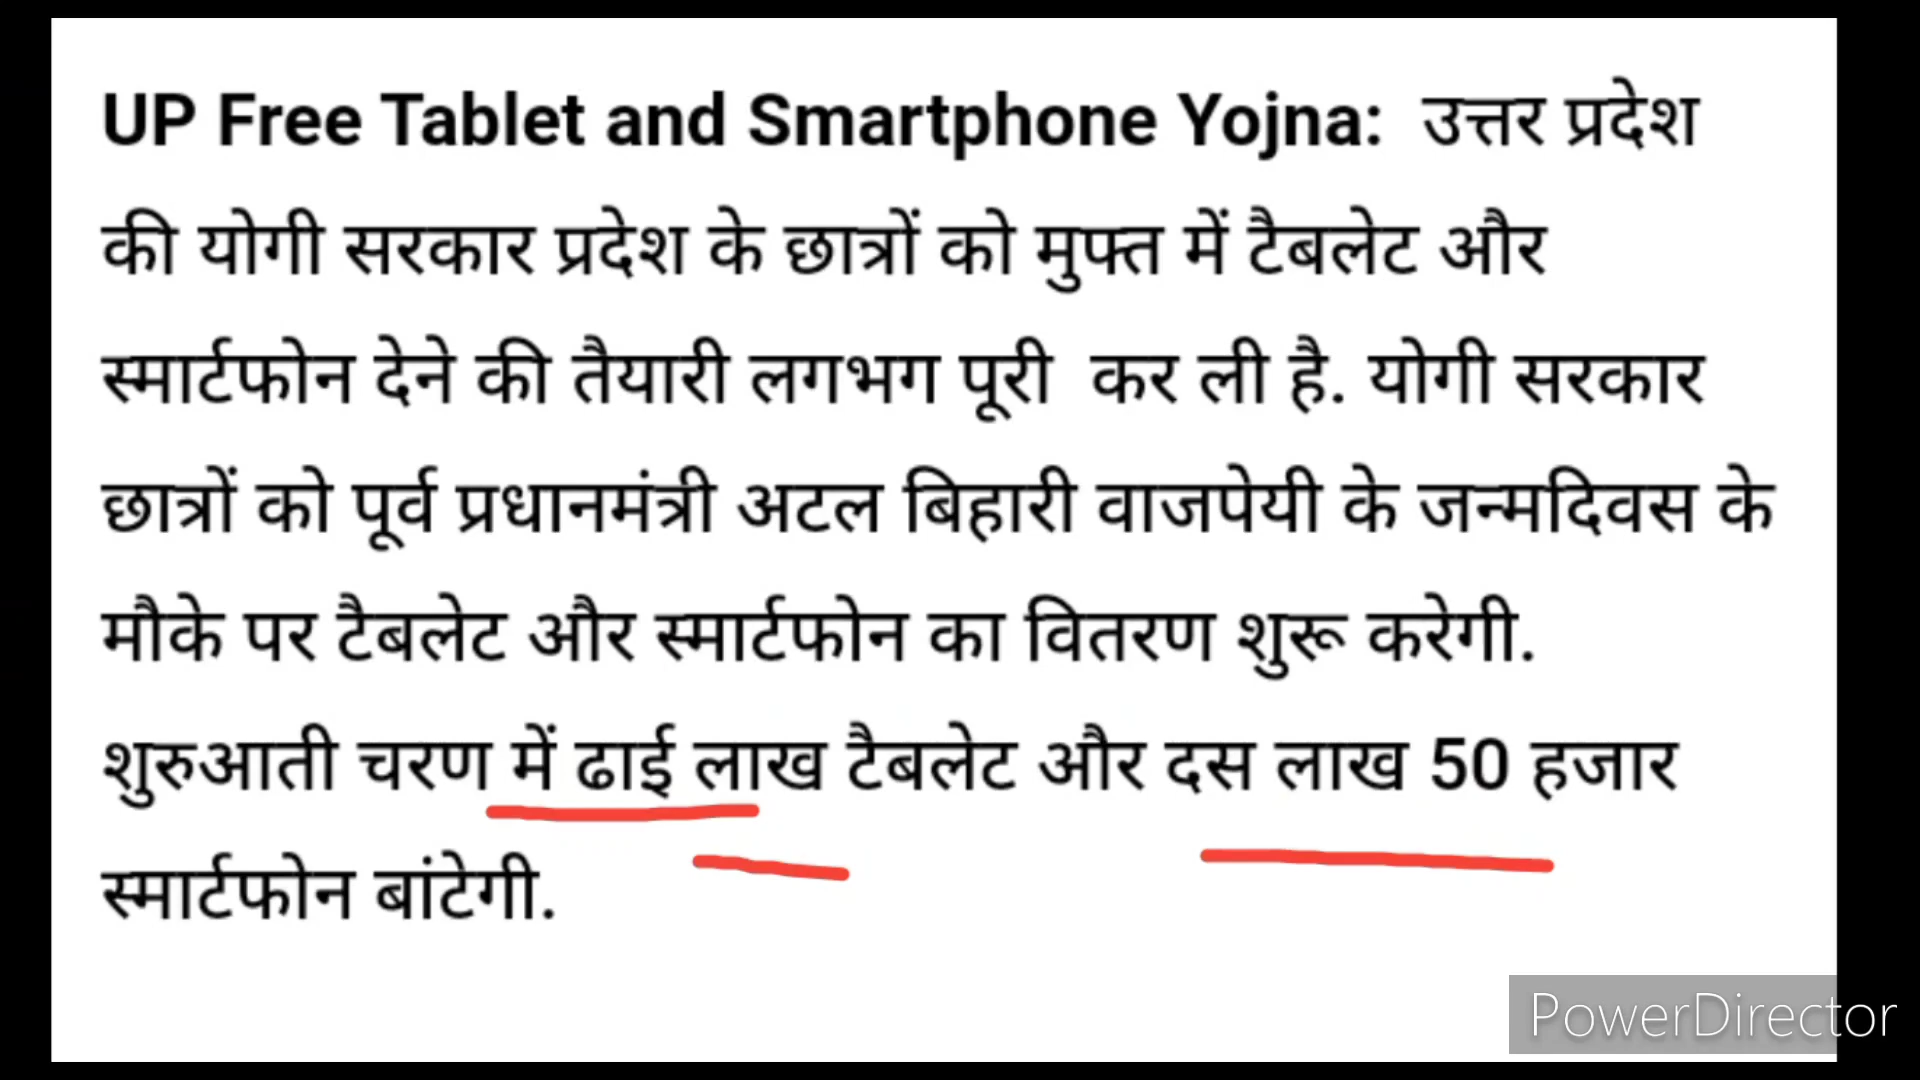 UP Free Tablet and Smartphone Yojna: उत्तर प्रदेश
की योगी सरकार प्रदेश के छात्रों को मुफ्त में टैबलेट और
स्मार्टफोन देने की तैयारी लगभग पूरी कर ली है. योगी सरकार
छात्रों को पूर्व प्रधानमंत्री अटल बिहारी वाजपेयी के जन्मदिवस के
मौके पर टैबलेट और स्मार्टफोन का वितरण शुरू करेगी.
शुरुआती चरण में ढाई लाख टैबलेट और दस लाख 50 हजार
स्मार्टफोन बांटेगी.
PowerDirector